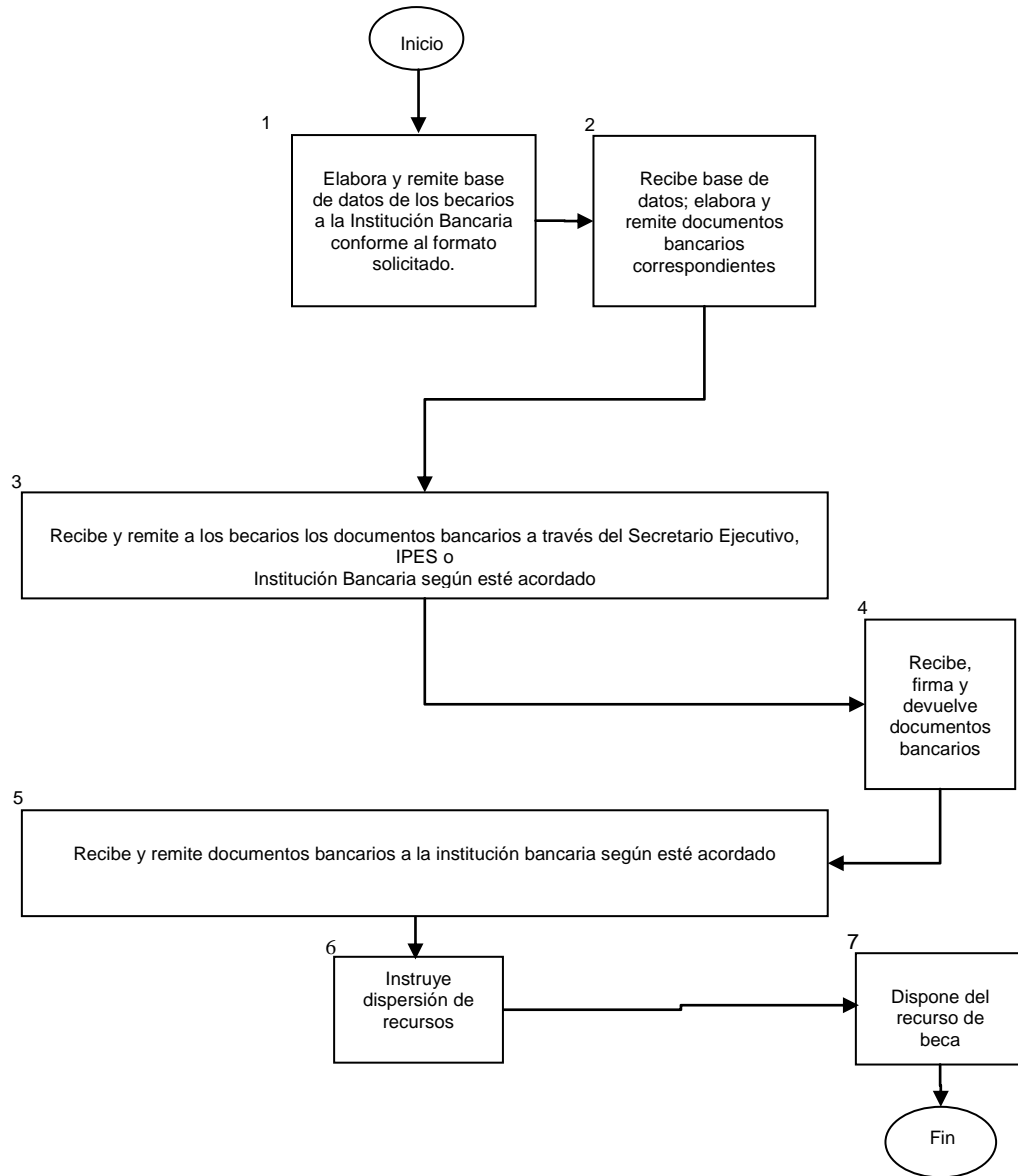 Inicio
1
Elabora y remite base
de datos de los becarios
a la Institución Bancaria
conforme al formato
solicitado.
2
Recibe base de
datos; elabora y
remite documentos
bancarios
correspondientes
3
Recibe y remite a los becarios los documentos bancarios a través del Secretario Ejecutivo,
IPES o
Institución Bancaria según esté acordado
4
Recibe,
firma y
devuelve
documentos
bancarios
5
Recibe y remite documentos bancarios a la institución bancaria según esté acordado
6
Instruye
dispersión de
recursos
7
Dispone del
recurso de
beca
Fin